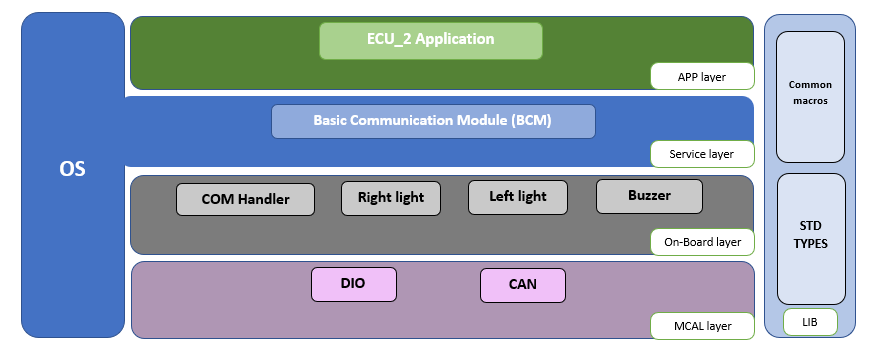 OS
ECU_2 Application
APP layer
Basic Communication Module (BCM)
Service layer
COM Handler
Right light
Left light
Buzzer
On-Board layer
DIO
CAN
MCAL layer
Common
macros
STD
TYPES
LIB